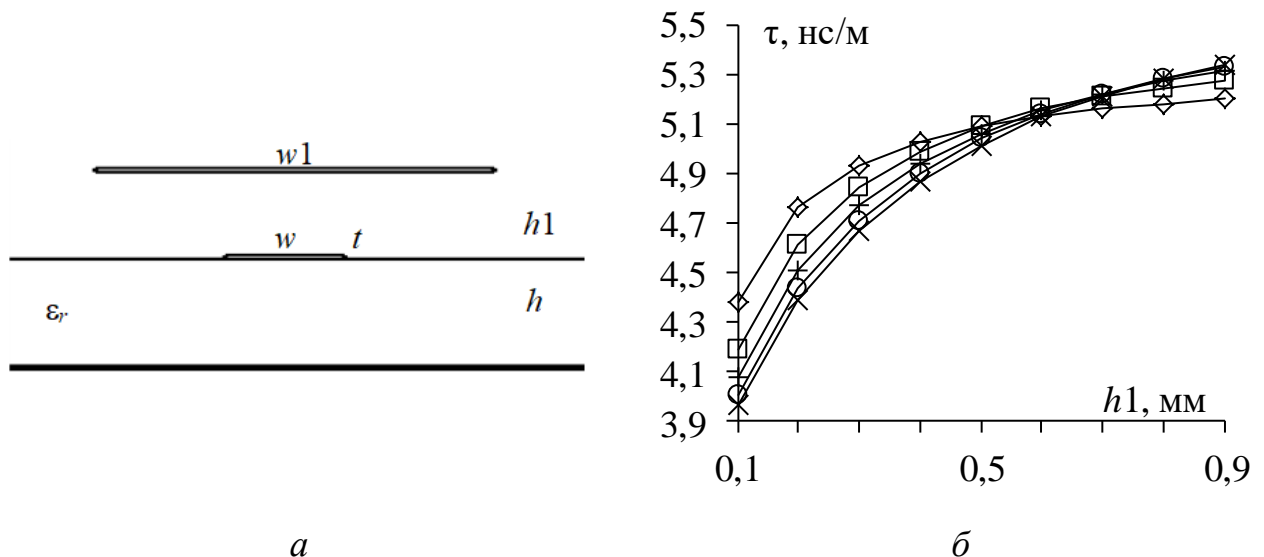 w1
h1
w t
h
εr
а
τ, нс/м
5,5
5,3
5,1
4,9
4,7
4,5
4,3
4,1
3,9
h1, мм
0,1 0,5 0,9
б